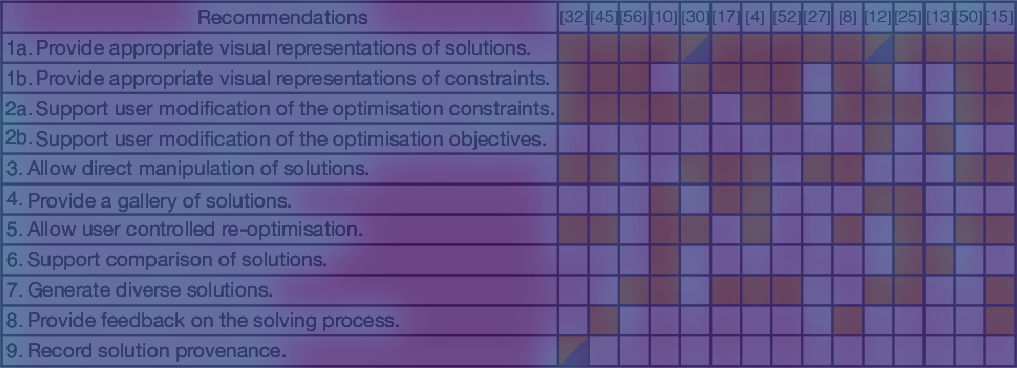 Recommendations [32] [45] [56] [10] [30] [17] [4] [52] [27] [8] [12] [25] [13] [50] [15]
1a. Provide appropriate visual representations of solutions.
1b. Provide appropriate visual representations of constraints.
2a. Support user modification of the optimisation constraints.
2b. Support user modification of the optimisation objectives.
3. Allow direct manipulation of solutions.
4. Provide a gallery of solutions.
5. Allow user controlled re-optimisation.
6. Support comparison of solutions.
7. Generate diverse solutions.
8. Provide feedback on the solving process.
9. Record solution provenance.